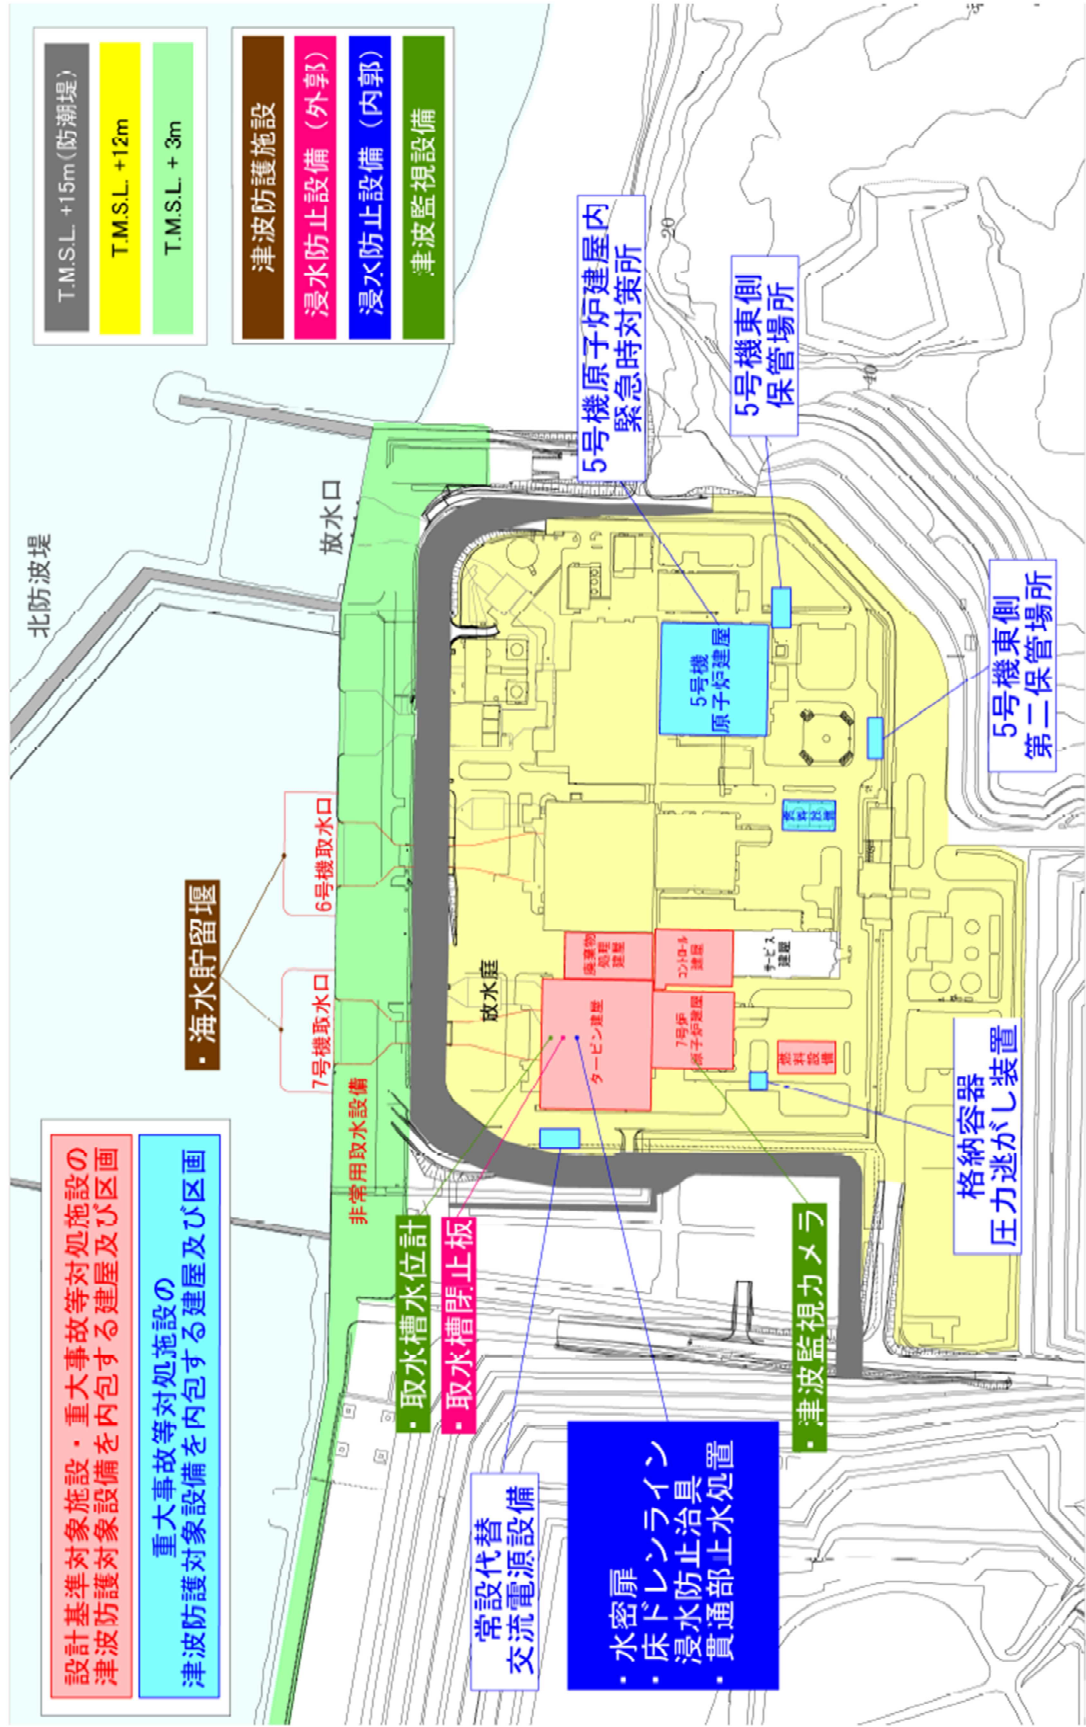 設計基準対象施設・重大事故等対処施設の
津波防護対象設備を内包する建屋及び区画
重大事故等対処施設の
津波防護対象設備を内包する建屋及び区画
T.M.S.L. +15m(防潮堤)
T.M.S.L. +12m
T.M.S.L. + 3m
津波防護施設
浸水防止設備（外郭）
浸水防止設備（内郭）
津波監視設備
北防波堤
放水口
・海水貯留堰
7号機取水口
6号機取水口
非常用取水設備
放水庭
・取水槽水位計
・取水槽閉止板
常設代替
交流電源設備
・水密扉
・床ドレンライン
浸水防止治具
・貫通部止水処置
・津波監視カメラ
タービン建屋
廃棄物
処理
建屋
コントロール
建屋
7号炉
原子炉建屋
サービス
建屋
燃料
設備
5号機
原子炉建屋
5号機原子炉建屋内
緊急時対策所
5号機東側
保管場所
5号機東側
第二保管場所
格納容器
圧力逃がし装置
20
40